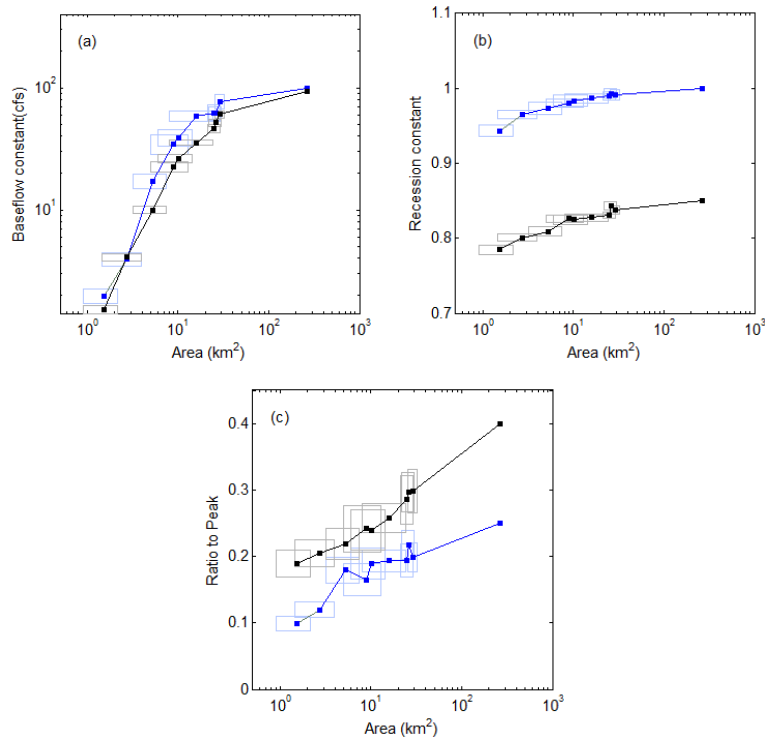 (a)
Baseflow constant(cfs)
10²
10¹
10⁰ 10¹ 10² 10³
Area (km²)
(b)
Recession constant
1.1
1
0.9
0.8
0.7
10⁰ 10¹ 10² 10³
Area (km²)
(c)
Ratio to Peak
0.4
0.3
0.2
0.1
0
10⁰ 10¹ 10² 10³
Area (km²)